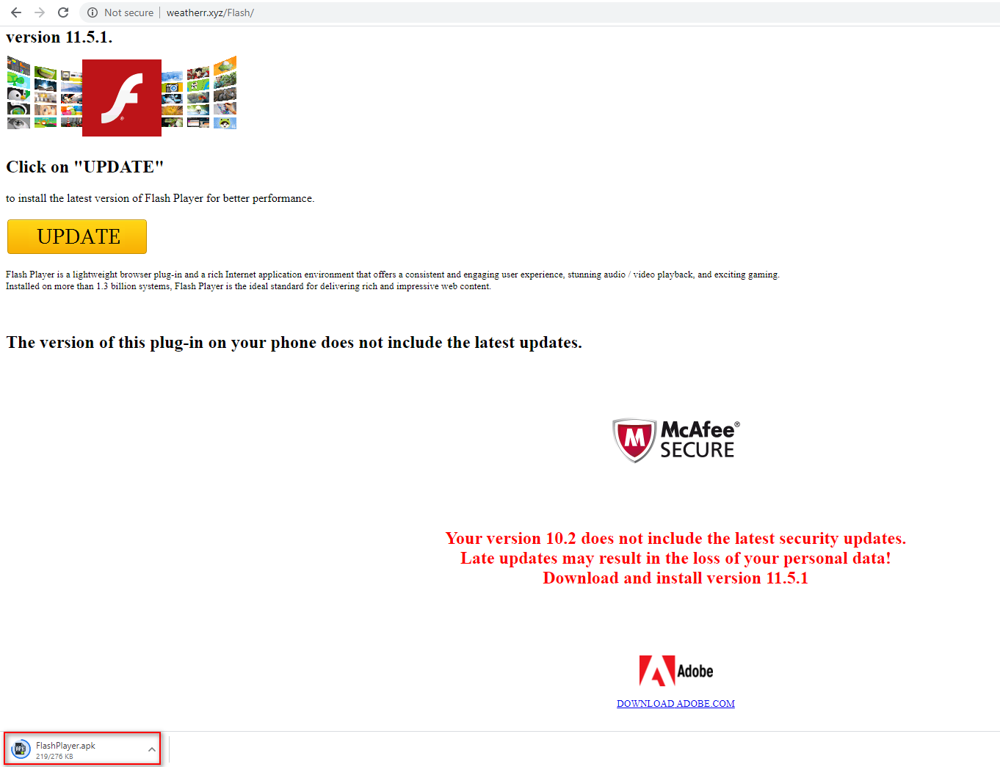 Not secure | weatherr.xyz/Flash/
version 11.5.1.
Click on "UPDATE"
to install the latest version of Flash Player for better performance.
UPDATE
Flash Player is a lightweight browser plug-in and a rich Internet application environment that offers a consistent and engaging user experience, stunning audio / video playback, and exciting gaming.
Installed on more than 1.3 billion systems, Flash Player is the ideal standard for delivering rich and impressive web content.
The version of this plug-in on your phone does not include the latest updates.
McAfee®
SECURE
Your version 10.2 does not include the latest security updates.
Late updates may result in the loss of your personal data!
Download and install version 11.5.1
Adobe
DOWNLOAD ADOBE.COM
APK
FlashPlayer.apk
219/276 KB